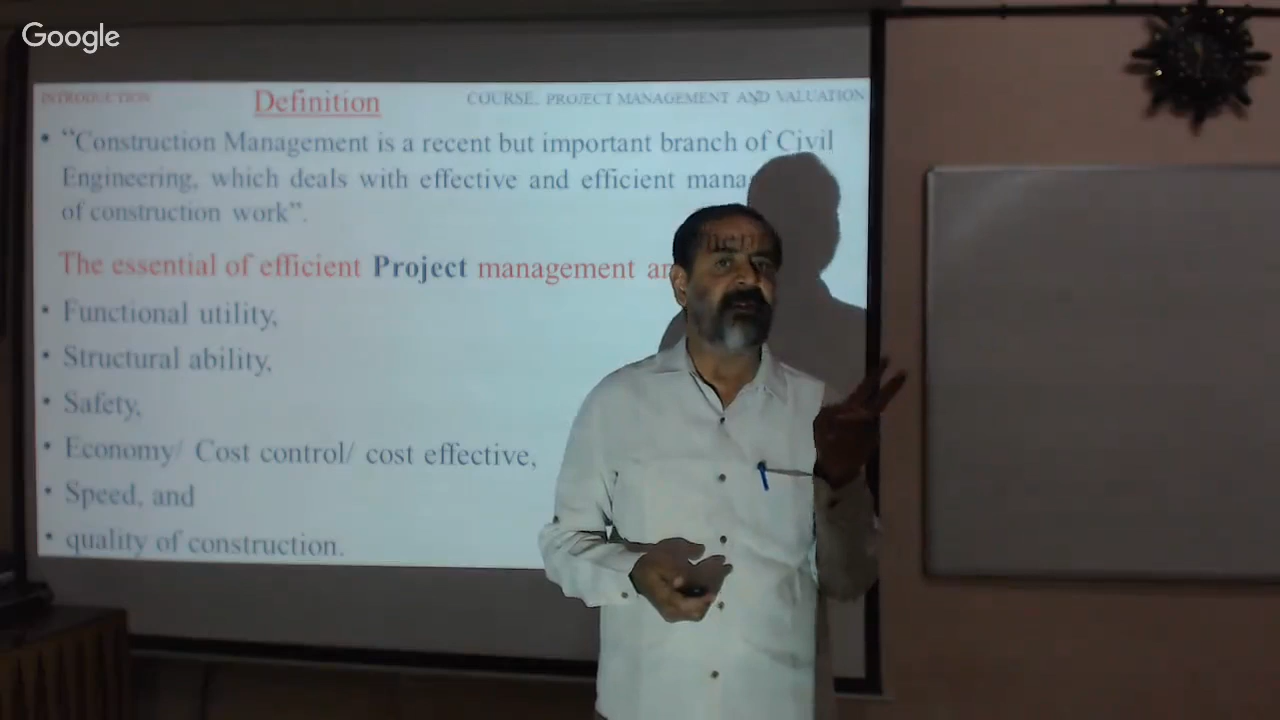 Google
INTRODUCTION
Definition
COURSE. PROJECT MANAGEMENT AND VALUATION
• “Construction Management is a recent but important branch of Civil
Engineering, which deals with effective and efficient
of construction work”.
The essential of efficient Project management
• Functional utility,
• Structural ability,
• Safety,
• Economy/ Cost control/ cost effective,
• Speed, and
• quality of construction.